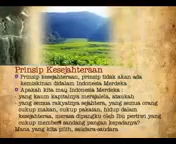 Prinsip Kesejahteraan
Prinsip kesejahteraan, prinsip tidak akan ada
kemiskinan didalam Indonesia Merdeka
Apakah kita mau Indonesia Merdeka :
- yang kaum kapitalnya merajalela, ataukah
- yang semua rakyatnya sejahtera, yang semua orang
cukup makan, cukup pakaian, hidup dalam
kesejahteraan, merasa dipangku oleh Ibu pertiwi yang
cukup memberi sandang pangan kepadanya?
Mana yang kita pilih, saudara-sudara